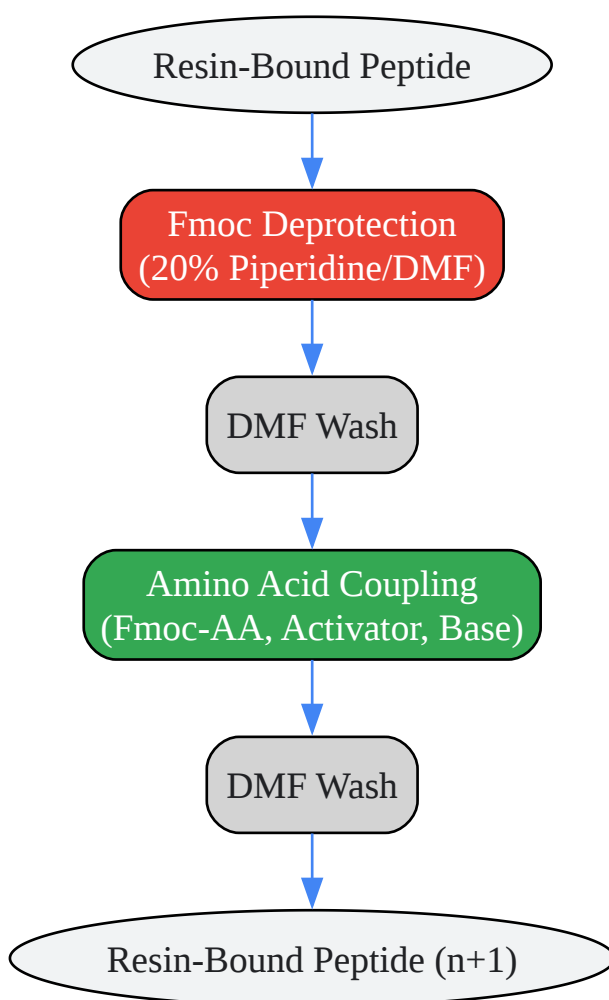 Resin-Bound Peptide
Fmoc Deprotection
(20% Piperidine/DMF)
DMF Wash
Amino Acid Coupling
(Fmoc-AA, Activator, Base)
DMF Wash
Resin-Bound Peptide (n+1)